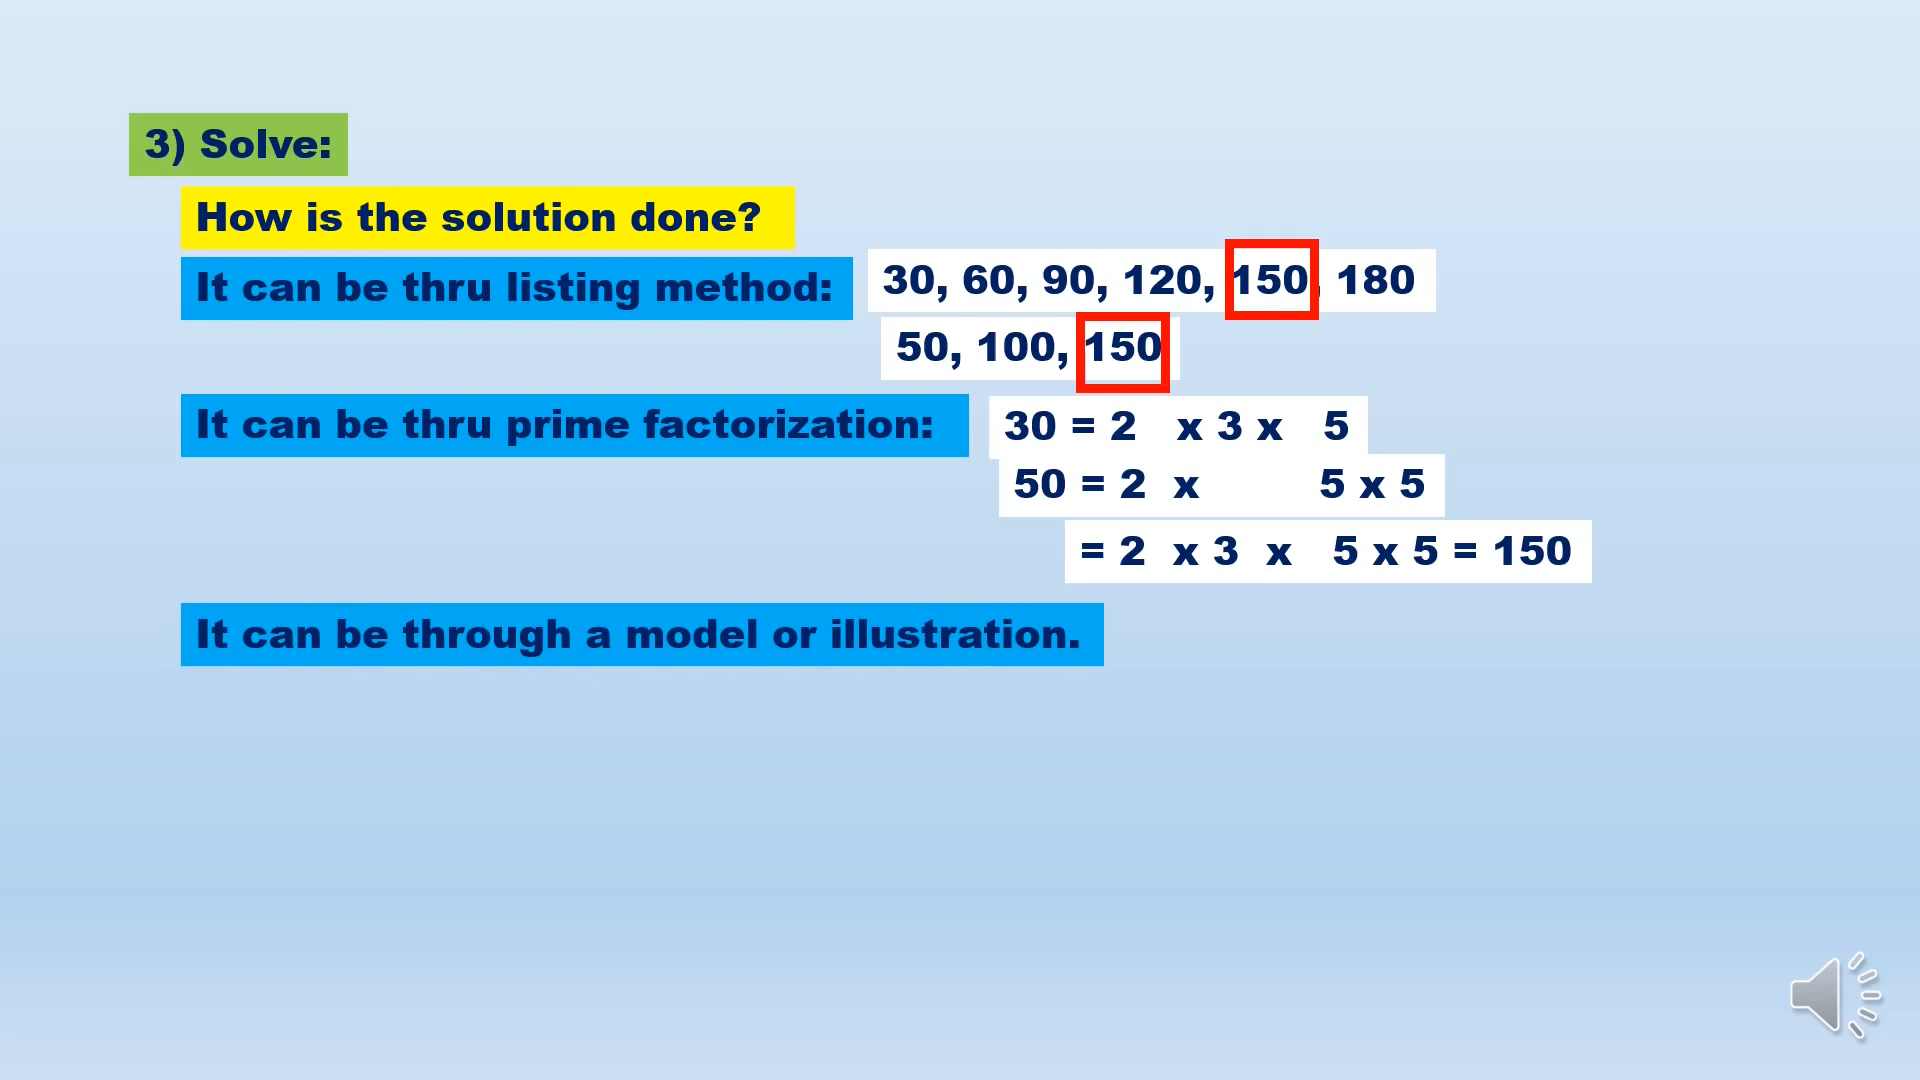 3) Solve:
How is the solution done?
It can be thru listing method: 30, 60, 90, 120, 150, 180
50, 100, 150
It can be thru prime factorization: 30 = 2 x 3 x 5
50 = 2 x 5 x 5
= 2 x 3 x 5 x 5 = 150
It can be through a model or illustration.